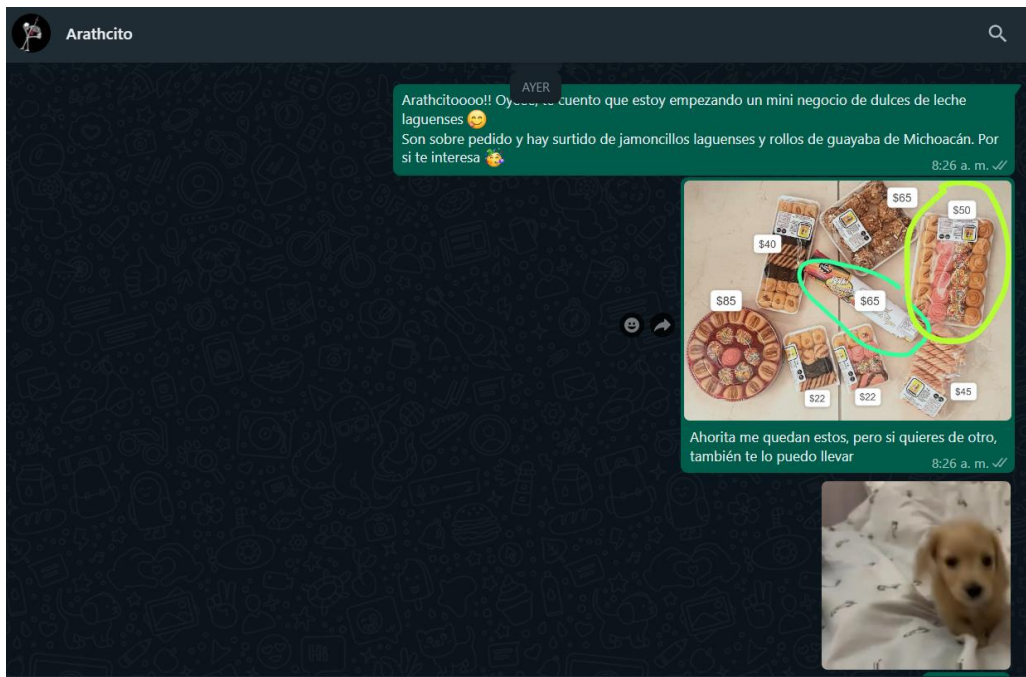 Arathcito
AYER
Arathcitoooo!! cuento que estoy empezando un mini negocio de dulces de leche
laguenses 😊
Son sobre pedido y hay surtido de jamoncillos laguenses y rollos de guayaba de Michoacán. Por
si te interesa 🥳
8:26 a. m.
$65
$50
$40
$85
$65
$22
$22
$45
Ahorita me quedan estos, pero si quieres de otro,
también te lo puedo llevar
8:26 a. m.